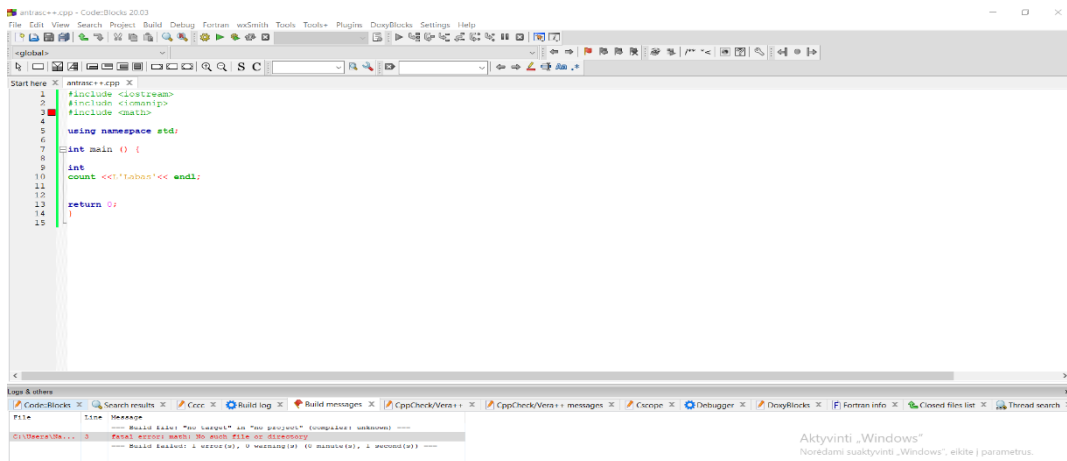 antrasc++.cpp - Code::Blocks 20.03
File Edit View Search Project Build Debug Fortran wxSmith Tools Tools+ Plugins DoxyBlocks Settings Help
<global>
S C
Start here antrasc++.cpp
1 #include <iostream>
2 #include <iomanip>
3 #include <math>
4
5 using namespace std;
6
7 int main () {
8
9 int
10 count <<L'Labas'<< endl;
11
12
13 return 0;
14 }
15
Logs & others
Code::Blocks Search results Cccc Build log Build messages CppCheck/Vera++ CppCheck/Vera++ messages Cscope Debugger DoxyBlocks Fortran info Closed files list Thread search
File Line Message
=== Build file: "no target" in "no project" (compiler: unknown) ===
C:\Users\Ma... 3 fatal error: math: No such file or directory
=== Build failed: 1 error(s), 0 warning(s) (0 minute(s), 1 second(s)) ===
Aktyvinti „Windows“
Norėdami suaktyvinti „Windows“, eikite į parametrus.